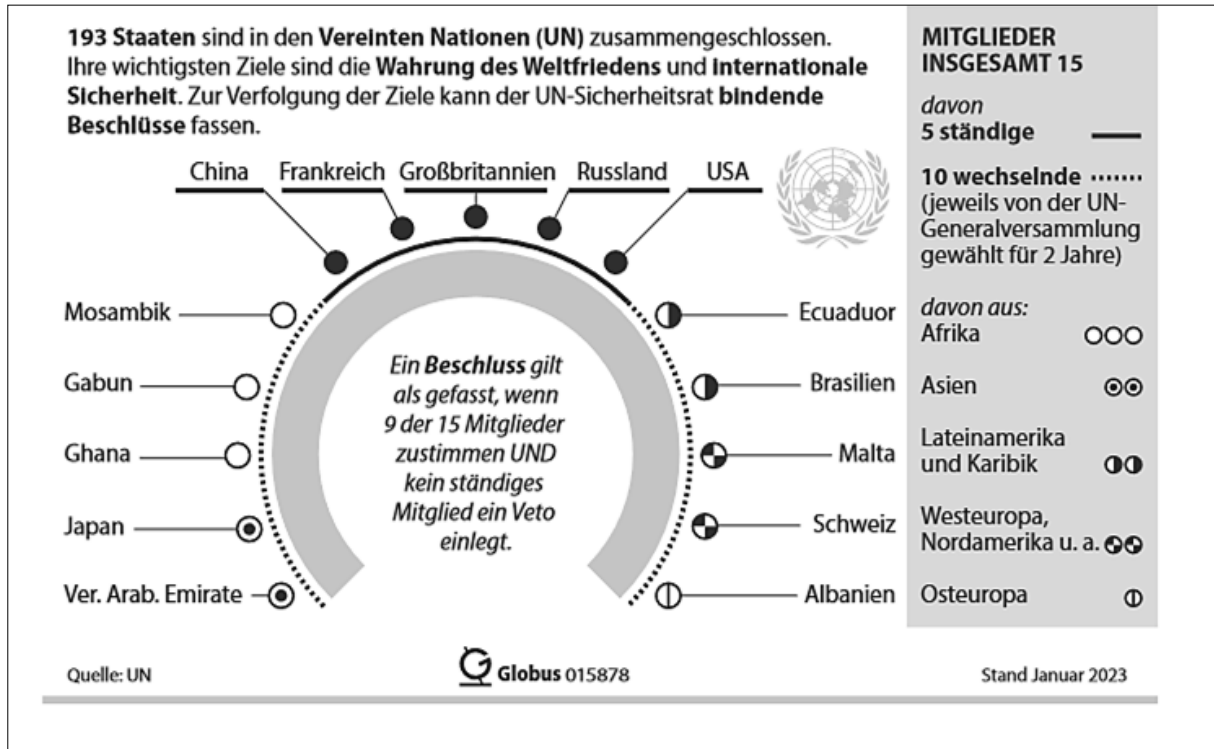 193 Staaten sind in den Vereinten Nationen (UN) zusammengeschlossen.
Ihre wichtigsten Ziele sind die Wahrung des Weltfriedens und internationale
Sicherheit. Zur Verfolgung der Ziele kann der UN-Sicherheitsrat bindende
Beschlüsse fassen.
China
Frankreich
Großbritannien
Russland
USA
Mosambik
Gabun
Ghana
Japan
Ver. Arab. Emirate
Ein Beschluss gilt
als gefasst, wenn
9 der 15 Mitglieder
zustimmen UND
kein ständiges
Mitglied ein Veto
einlegt.
Ecuaduor
Brasilien
Malta
Schweiz
Albanien
MITGLIEDER
INSGESAMT 15
davon
5 ständige
10 wechselnde
(jeweils von der UN-
Generalversammlung
gewählt für 2 Jahre)
davon aus:
Afrika
Asien
Lateinamerika
und Karibik
Westeuropa,
Nordamerika u. a.
Osteuropa
Quelle: UN
Globus 015878
Stand Januar 2023